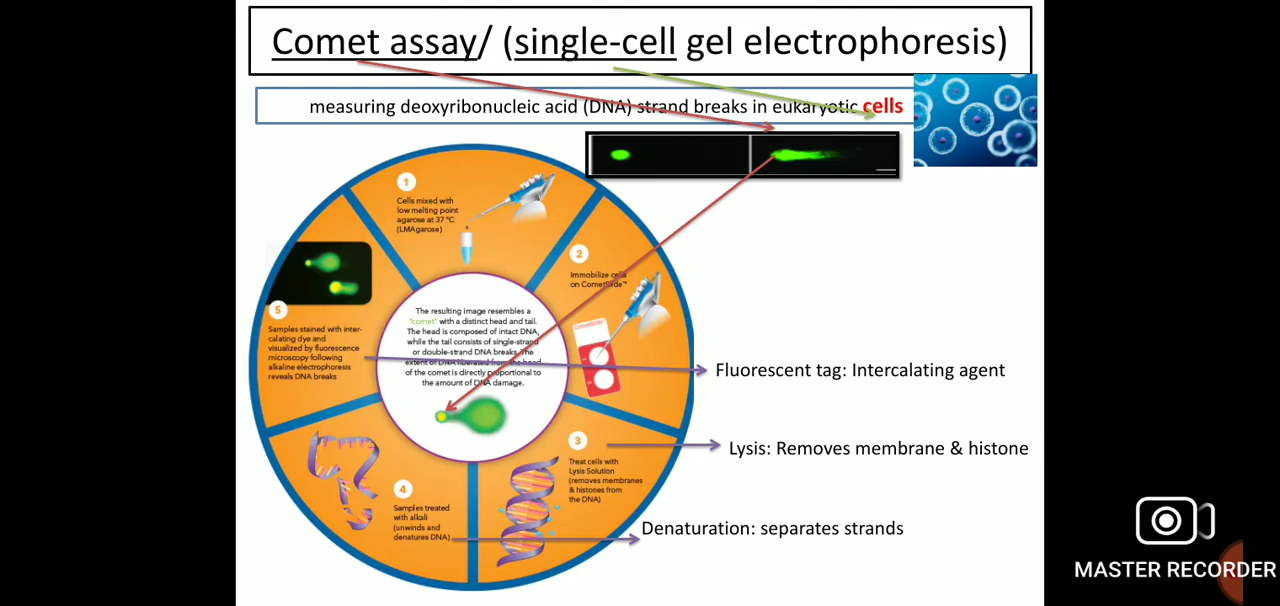 Comet assay/ (single-cell gel electrophoresis)
measuring deoxyribonucleic acid (DNA) strand breaks in eukaryotic cells
1
Cells mixed with
low melting point
agarose at 37 °C
(LMAgarose)
2
Immobilize cells
on CometSlide™
CometSlide
5
Samples stained with inter-
calating dye and
visualized by fluorescence
microscopy following
alkaline electrophoresis
reveals DNA breaks
The resulting image resembles a
"comet" with a distinct head and tail.
The head is composed of intact DNA,
while the tail consists of single-strand
or double-strand DNA breaks. The
extent of DNA liberated from the head
of the comet is directly proportional to
the amount of DNA damage.
Fluorescent tag: Intercalating agent
3
Treat cells with
Lysis Solution
(removes membranes
& histones from
the DNA)
Lysis: Removes membrane & histone
4
Samples treated
with alkali
(unwinds and
denatures DNA)
Denaturation: separates strands
MASTER RECORDER